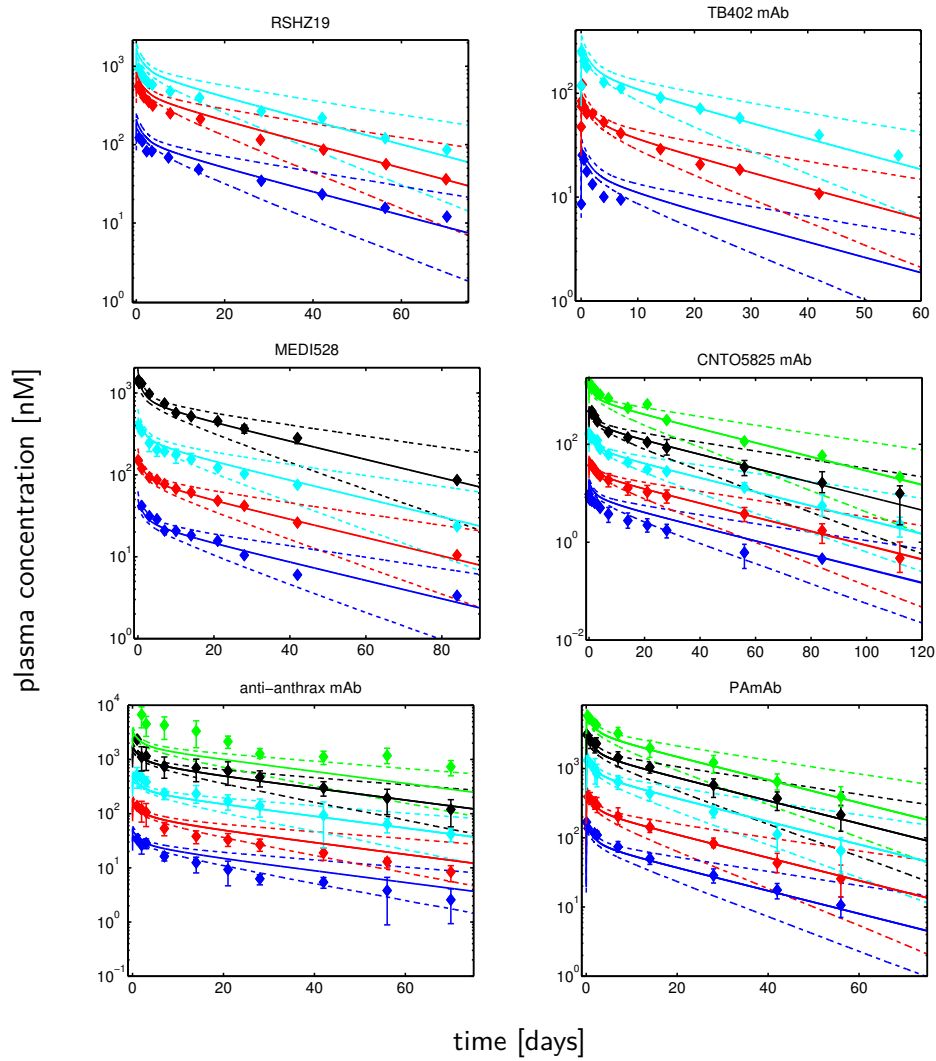 RSHZ19
10³
10²
10¹
10⁰
0 20 40 60
TB402 mAb
10²
10¹
10⁰
0 10 20 30 40 50 60
MEDI528
10³
10²
10¹
10⁰
0 20 40 60 80
CNTO5825 mAb
10²
10⁰
10⁻²
0 20 40 60 80 100 120
anti−anthrax mAb
10⁴
10³
10²
10¹
10⁰
10⁻¹
0 20 40 60
PAmAb
10³
10²
10¹
10⁰
0 20 40 60
plasma concentration [nM]
time [days]